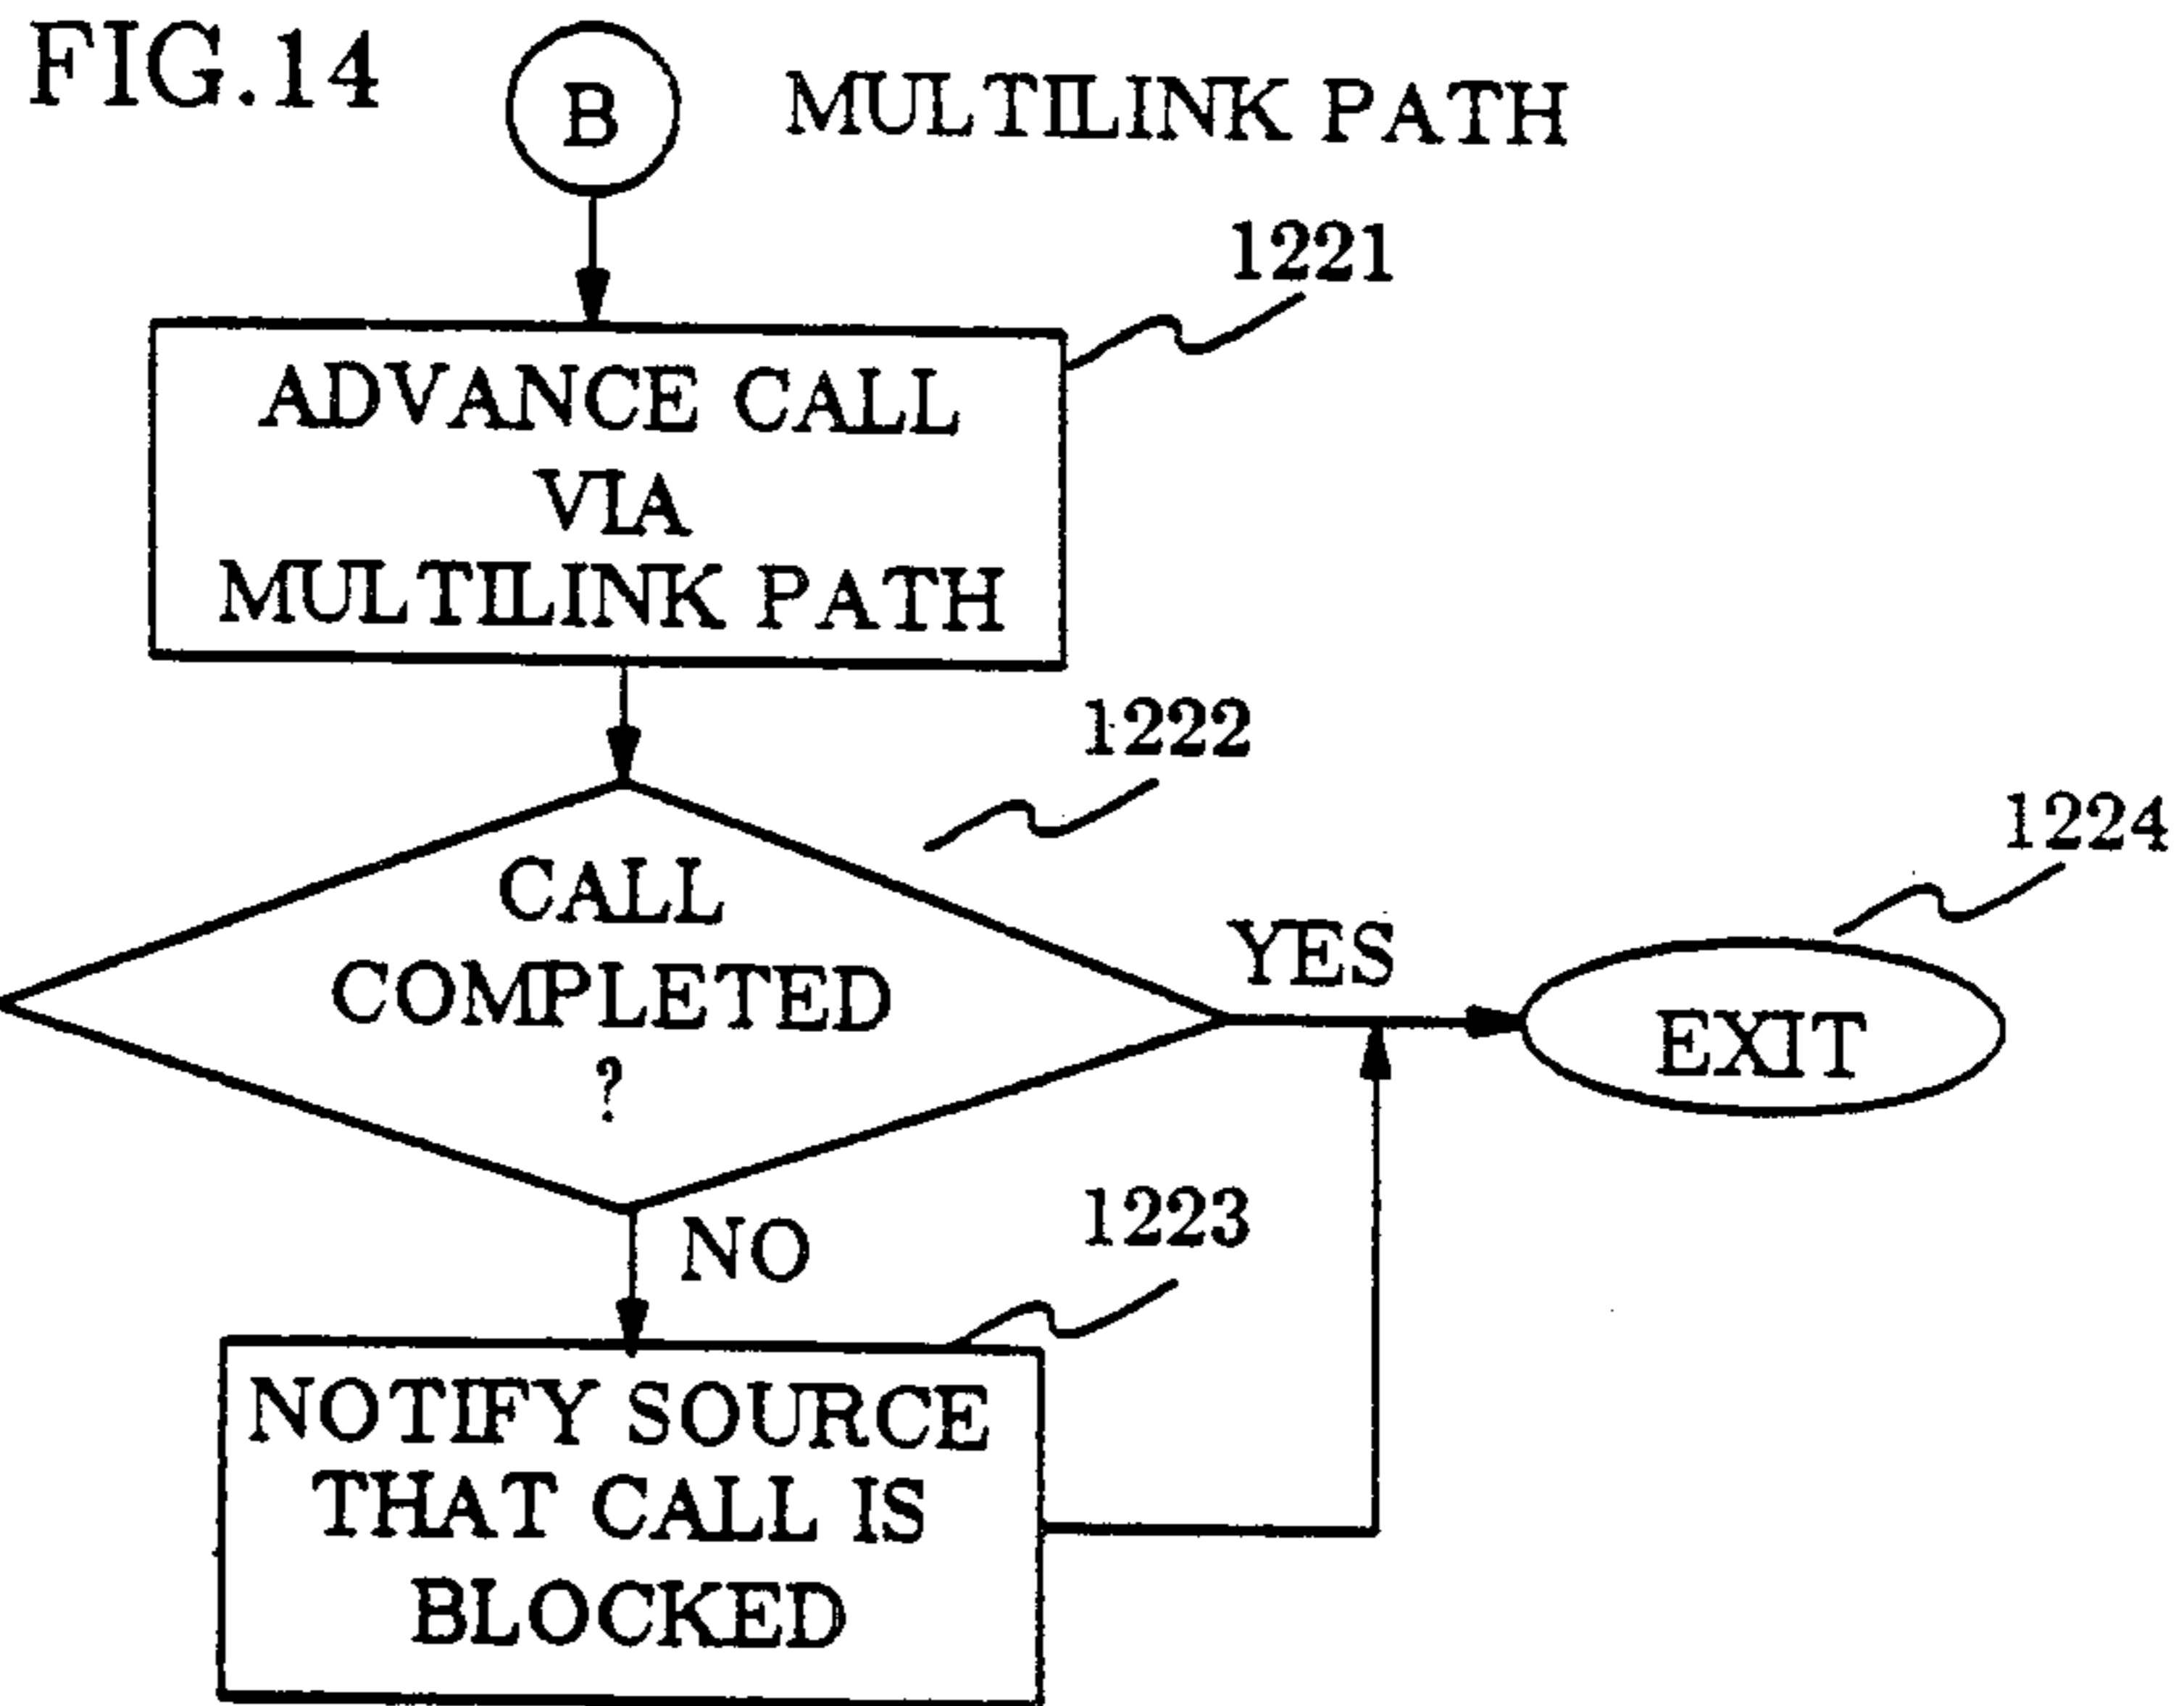 FIG.14
B
MULTILINK PATH
1221
ADVANCE CALL
VIA
MULTILINK PATH
1222
CALL
COMPLETED
?
YES
1224
EXIT
NO
1223
NOTIFY SOURCE
THAT CALL IS
BLOCKED